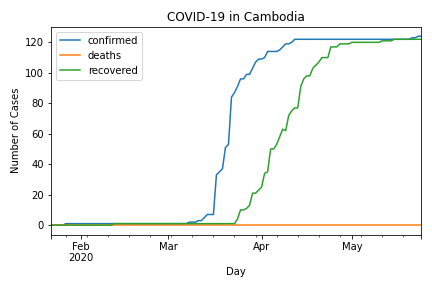 COVID-19 in Cambodia
confirmed
deaths
recovered
Number of Cases
120
100
80
60
40
20
0
Feb
2020
Mar
Apr
May
Day